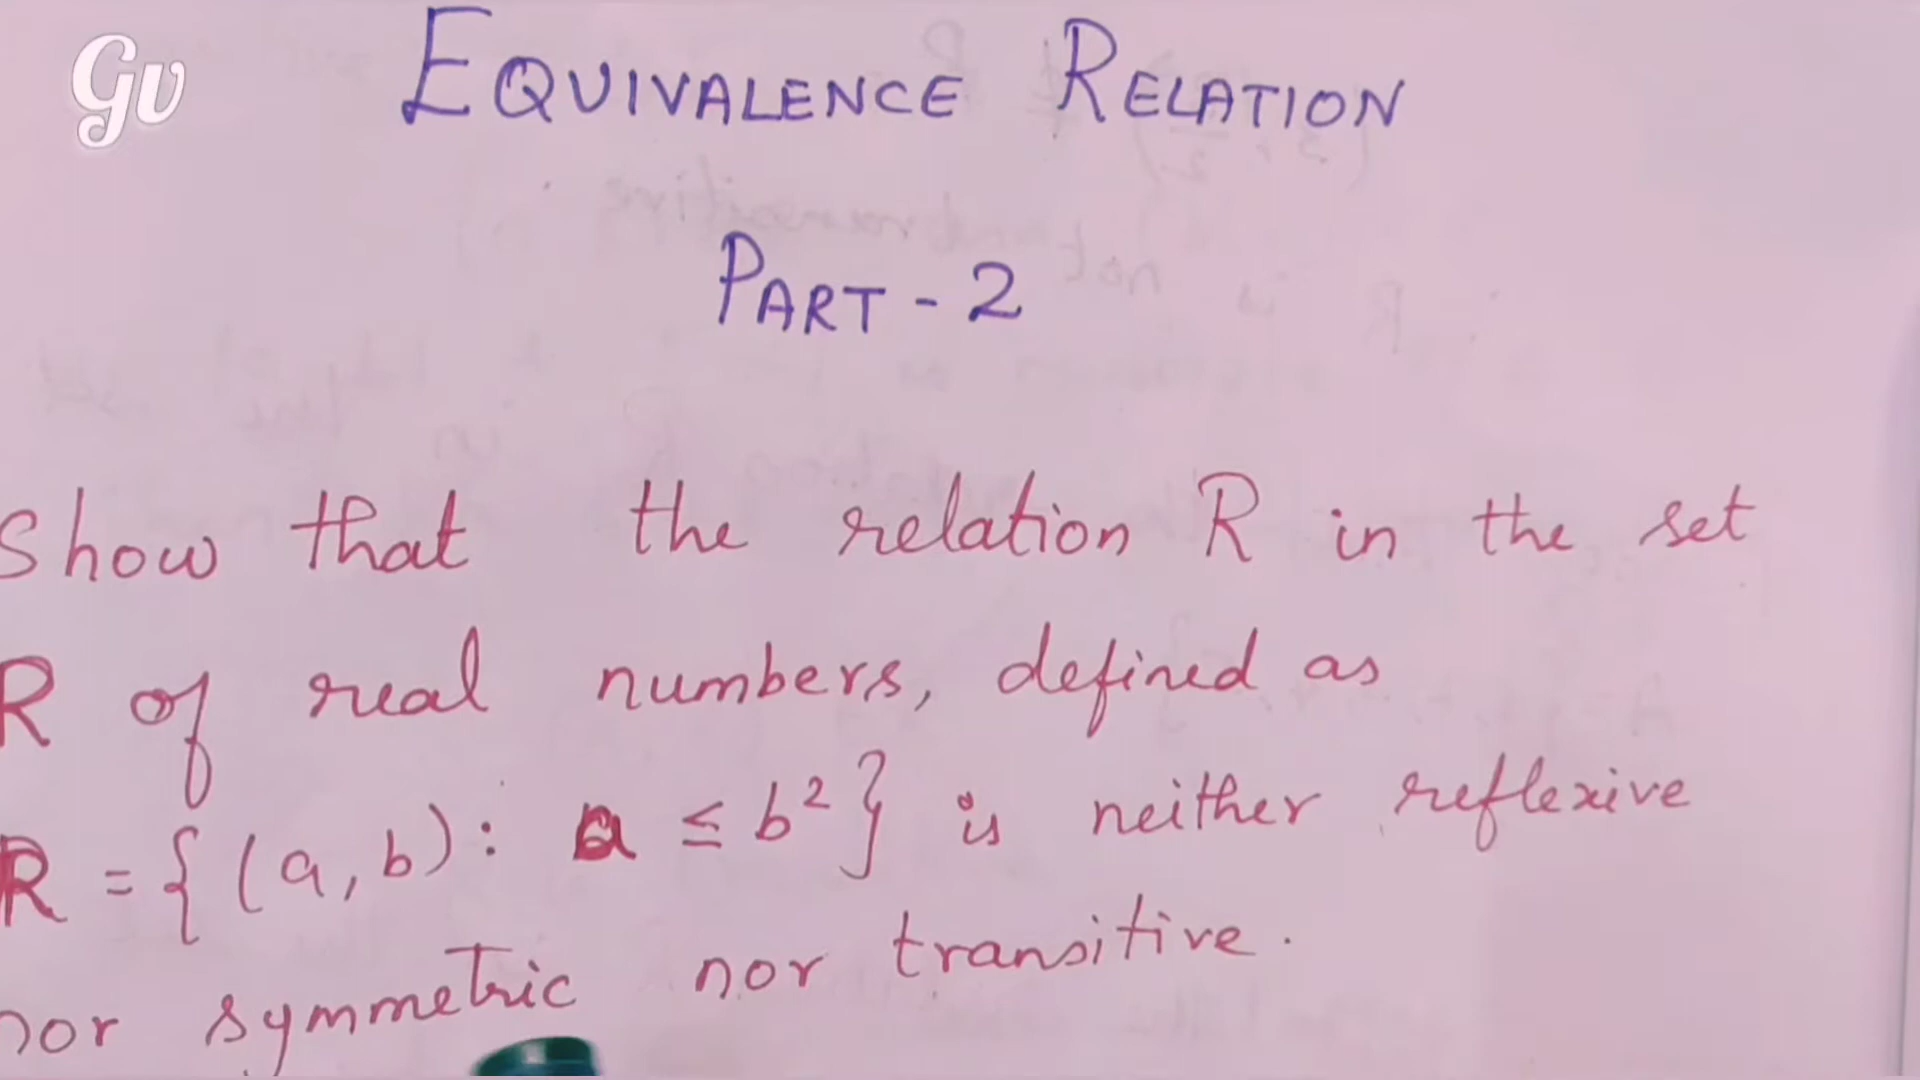 Gv
EQUIVALENCE RELATION
PART - 2
Show that the relation R in the set
R of real numbers, defined as
R = { (a, b) : a ≤ b² } is neither reflexive
nor symmetric nor transitive.